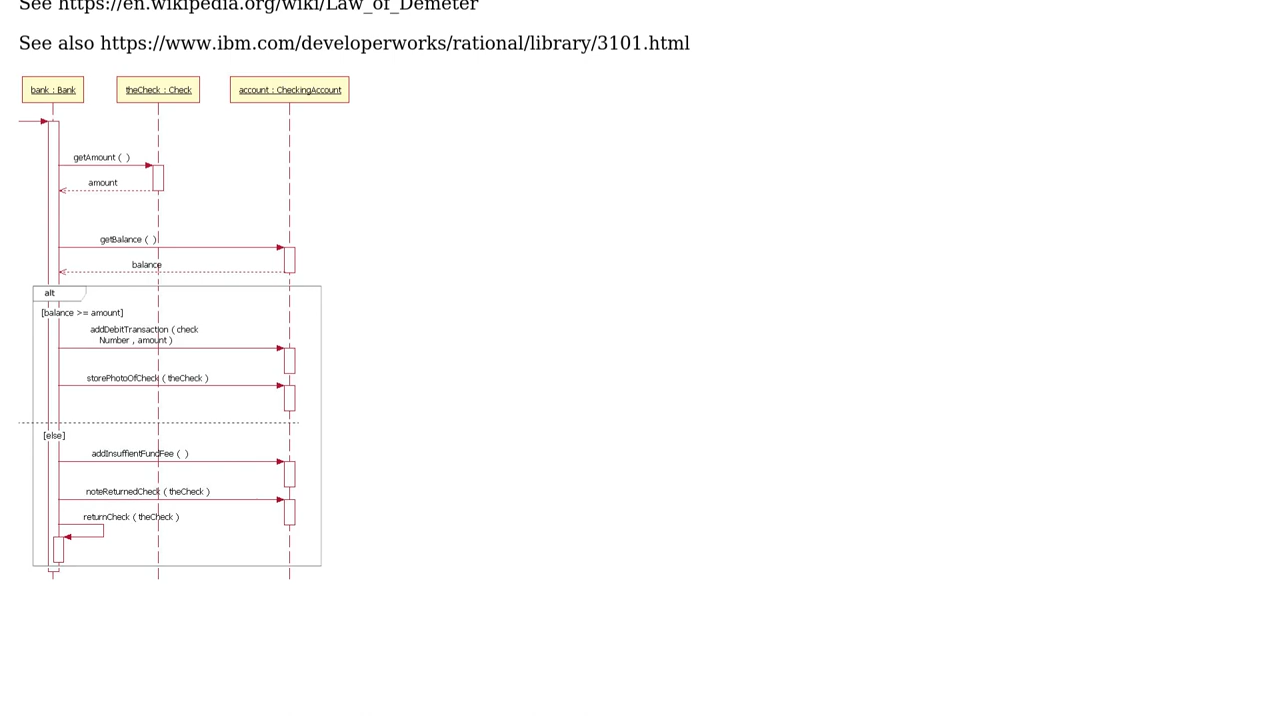 See https://en.wikipedia.org/wiki/Law_of_Demeter
See also https://www.ibm.com/developerworks/rational/library/3101.html
bank : Bank
theCheck : Check
account : CheckingAccount
getAmount ( )
amount
getBalance ( )
balance
alt
[balance >= amount]
addDebitTransaction ( check
Number , amount )
storePhotoOfCheck ( theCheck )
[else]
addInsuffientFundFee ( )
noteReturnedCheck ( theCheck )
returnCheck ( theCheck )